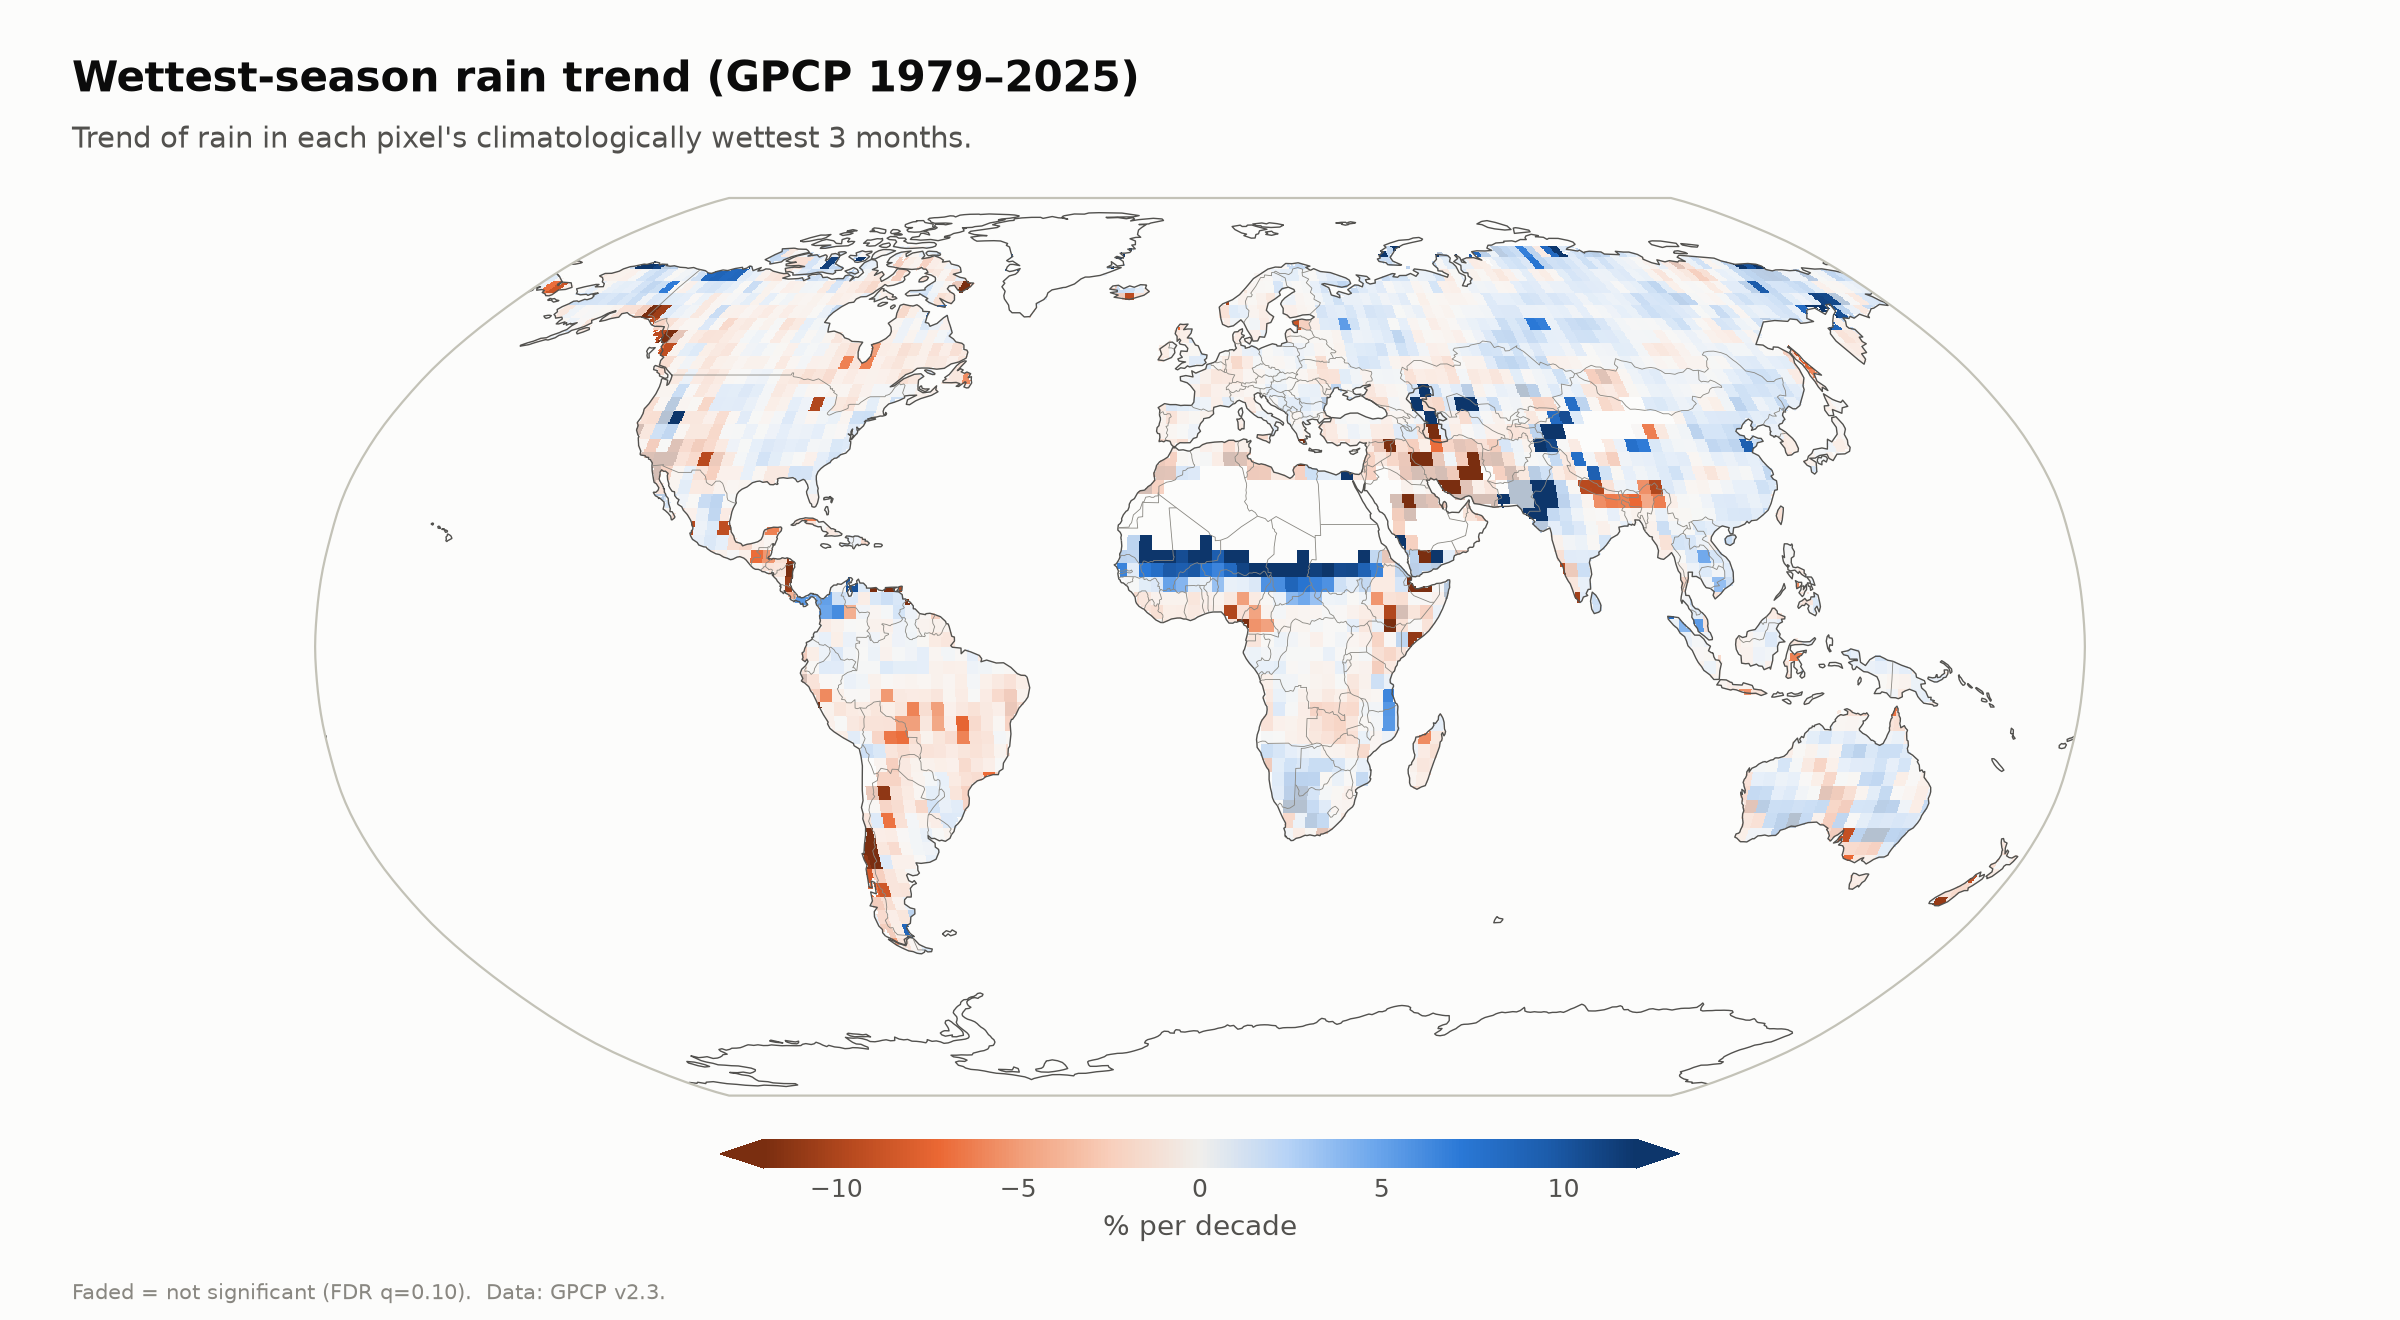 Wettest-season rain trend (GPCP 1979–2025)
Trend of rain in each pixel's climatologically wettest 3 months.
−10 −5 0 5 10
% per decade
Faded = not significant (FDR q=0.10).  Data: GPCP v2.3.